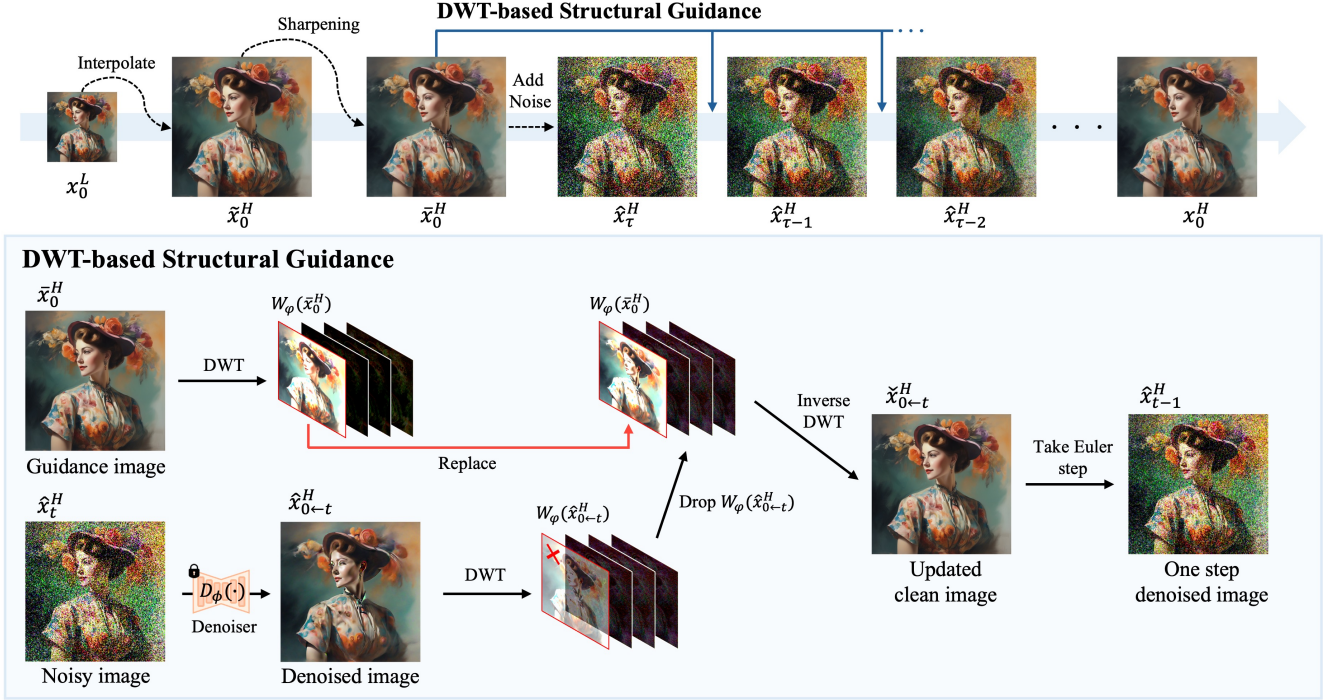 DWT-based Structural Guidance
Sharpening
Interpolate
Add
Noise
. . .
x_0^L
x̃_0^H
x̄_0^H
x̂_τ^H
x̂_{τ−1}^H
x̂_{τ−2}^H
x_0^H
DWT-based Structural Guidance
x̄_0^H
W_φ(x̄_0^H)
W_φ(x̄_0^H)
DWT
Inverse
DWT
x̌_{0←t}^H
x̂_{t−1}^H
Take Euler
step
Guidance image
Replace
x̂_t^H
x̂_{0←t}^H
W_φ(x̂_{0←t}^H)
Drop W_φ(x̂_{0←t}^H)
D_ϕ(·)
DWT
Denoiser
Updated
clean image
One step
denoised image
Noisy image
Denoised image